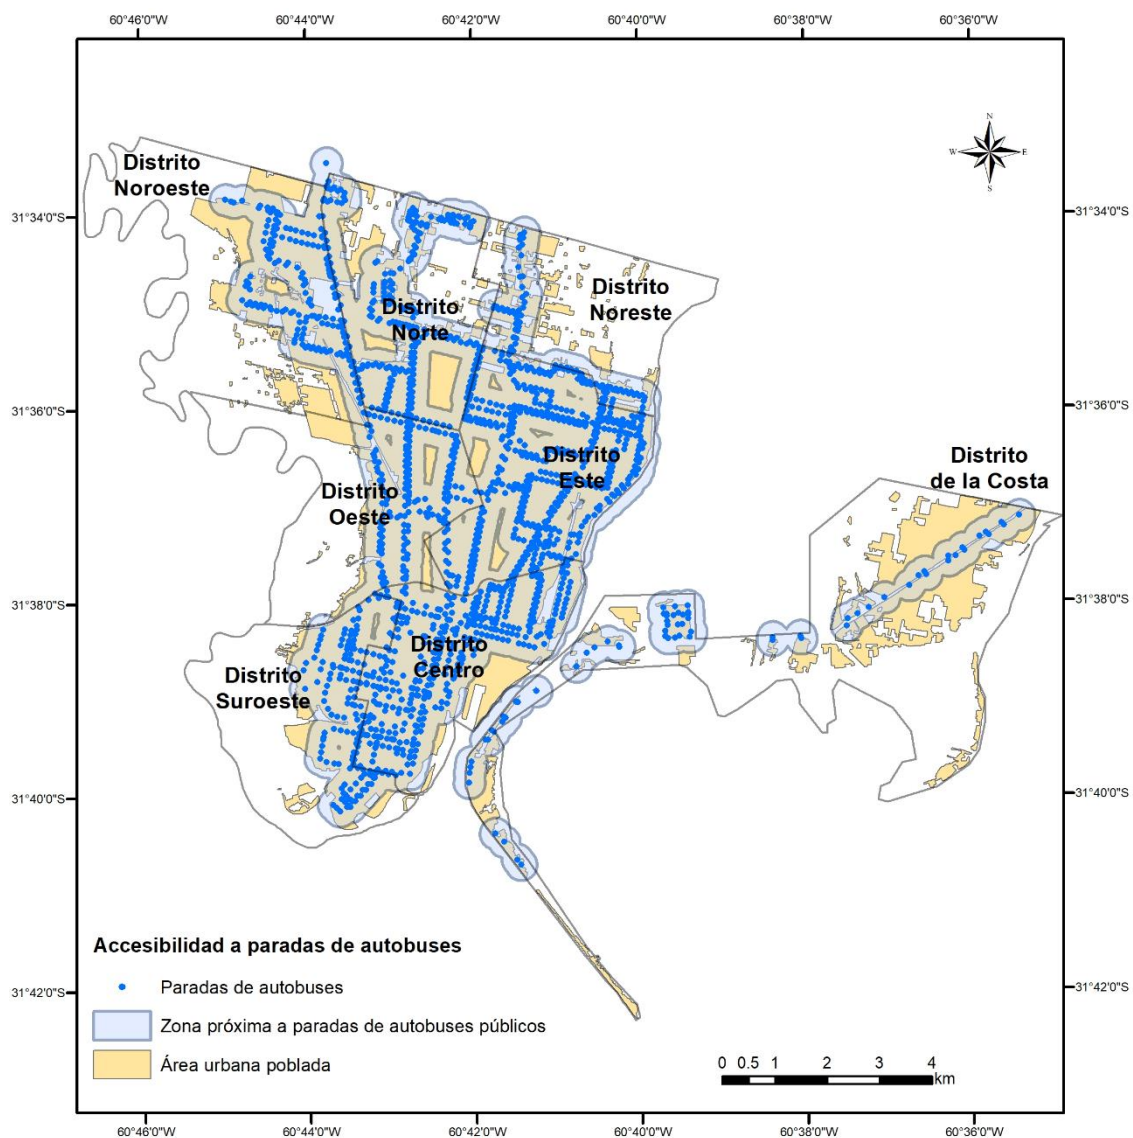 60°46'0"W 60°44'0"W 60°42'0"W 60°40'0"W 60°38'0"W 60°36'0"W
N
W E
S
Distrito
Noroeste
31°34'0"S 31°34'0"S
Distrito
Noreste
Distrito
Norte
31°36'0"S 31°36'0"S
Distrito
Este
Distrito
de la Costa
Distrito
Oeste
31°38'0"S 31°38'0"S
Distrito
Centro
Distrito
Suroeste
31°40'0"S 31°40'0"S
Accesibilidad a paradas de autobuses
Paradas de autobuses
31°42'0"S 31°42'0"S
Zona próxima a paradas de autobuses públicos
Área urbana poblada
0 0.5 1 2 3 4
km
60°46'0"W 60°44'0"W 60°42'0"W 60°40'0"W 60°38'0"W 60°36'0"W